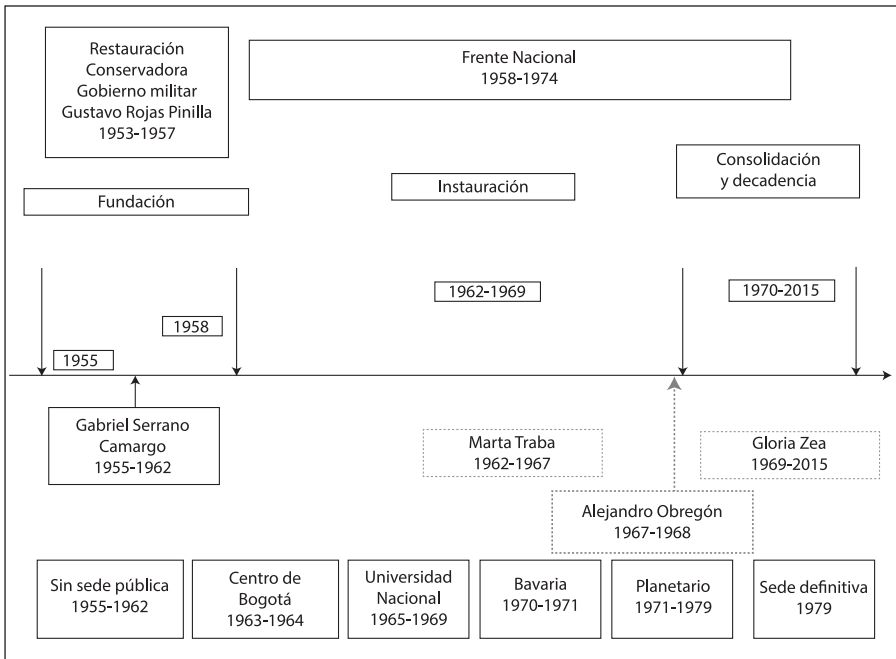 Restauración
Conservadora
Gobierno militar
Gustavo Rojas Pinilla
1953-1957
Frente Nacional
1958-1974
Fundación
Instauración
Consolidación
y decadencia
1955
1958
1962-1969
1970-2015
Gabriel Serrano
Camargo
1955-1962
Marta Traba
1962-1967
Alejandro Obregón
1967-1968
Gloria Zea
1969-2015
Sin sede pública
1955-1962
Centro de
Bogotá
1963-1964
Universidad
Nacional
1965-1969
Bavaria
1970-1971
Planetario
1971-1979
Sede definitiva
1979